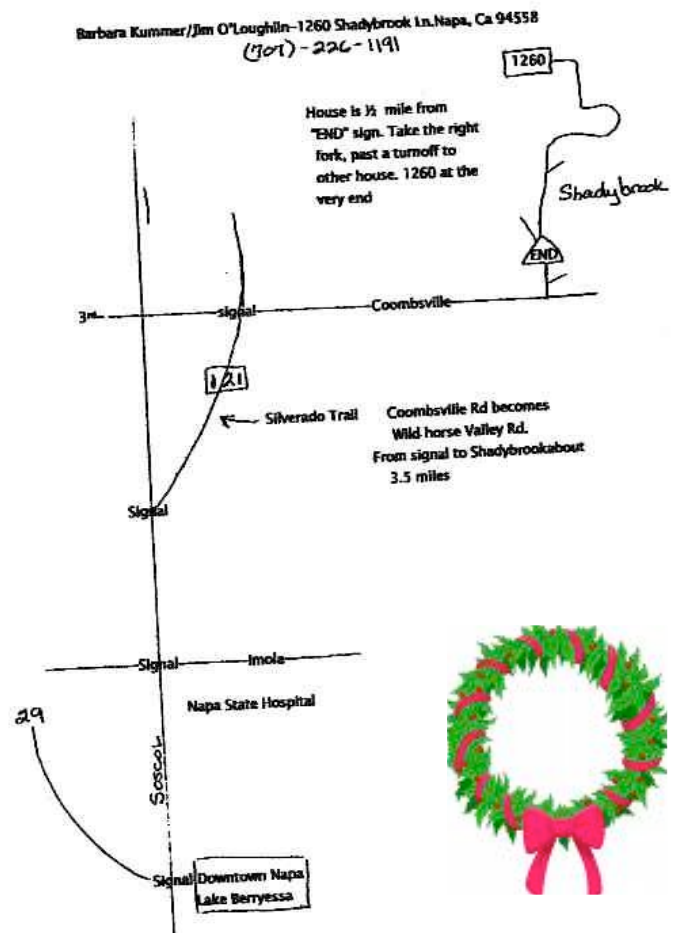 Barbara Kummer/Jim O'Loughlin-1260 Shadybrook Ln.Napa, Ca 94558
(707)-226-1191
1260
House is ½ mile from
"END" sign. Take the right
fork, past a turnoff to
other house. 1260 at the
very end
Shadybrook
END
3rd
signal
Coombsville
121
Silverado Trail
Coombsville Rd becomes
Wild horse Valley Rd.
From signal to Shadybrookabout
3.5 miles
Signal
Signal
Imola
Napa State Hospital
29
Soscol
Signal
Downtown Napa
Lake Berryessa